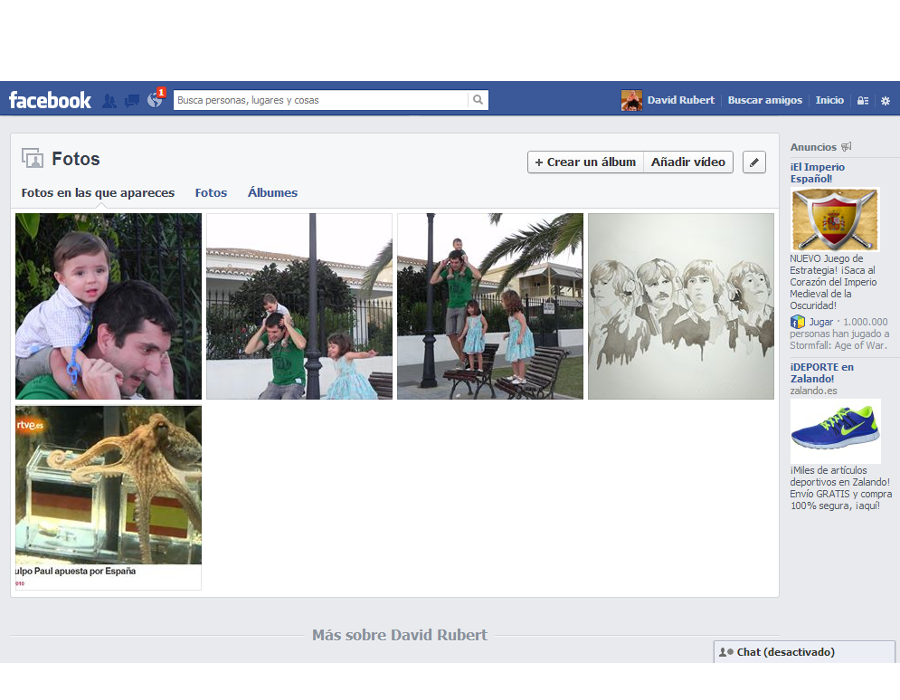 facebook
1
Busca personas, lugares y cosas
David Rubert
Buscar amigos
Inicio
Fotos
+ Crear un álbum
Añadir vídeo
Fotos en las que apareces
Fotos
Álbumes
rtve.es
ulpo Paul apuesta por España
Más sobre David Rubert
Anuncios
¡El Imperio
Español!
NUEVO Juego de
Estrategia! ¡Saca al
Corazón del Imperio
Medieval de la
Oscuridad!
Jugar · 1.000.000
personas han jugado a
Stormfall: Age of War.
¡DEPORTE en
Zalando!
zalando.es
¡Miles de artículos
deportivos en Zalando!
Envío GRATIS y compra
100% segura, ¡aquí!
Chat (desactivado)